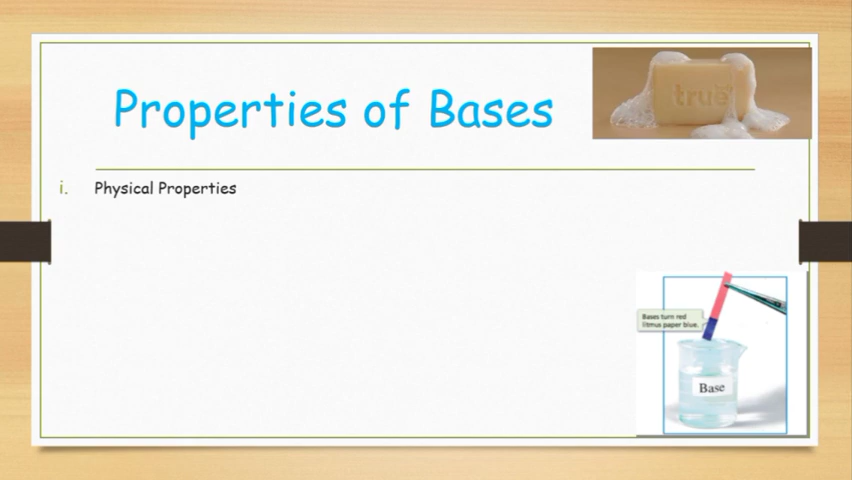 Properties of Bases
true
i. Physical Properties
Bases turn red
litmus paper blue.
Base